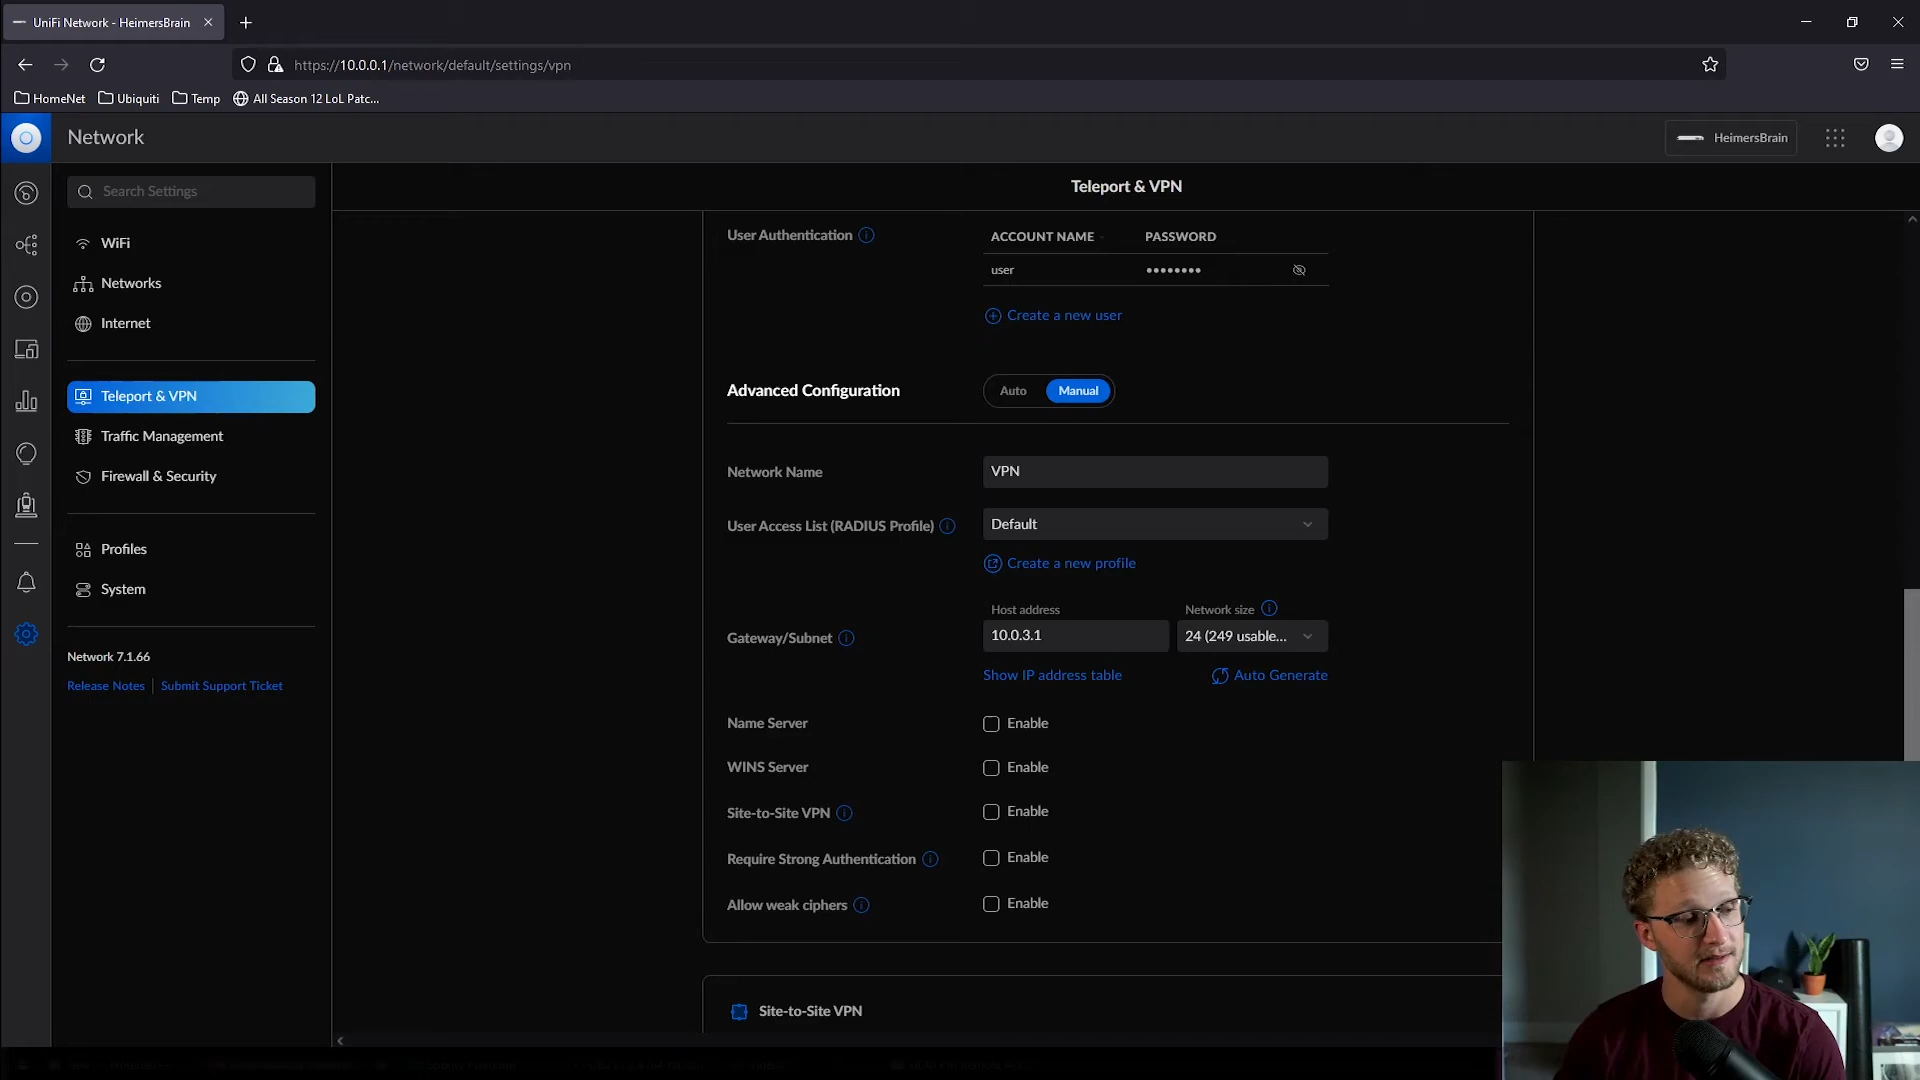 UniFi Network - HeimersBrain
https://10.0.0.1/network/default/settings/vpn
HomeNet Ubiquiti Temp All Season 12 LoL Patc...
Network
HeimersBrain
Search Settings
WiFi
Networks
Internet
Teleport & VPN
Traffic Management
Firewall & Security
Profiles
System
Network 7.1.66
Release Notes Submit Support Ticket
Teleport & VPN
User Authentication
ACCOUNT NAME PASSWORD
user ••••••••
Create a new user
Advanced Configuration Auto Manual
Network Name VPN
User Access List (RADIUS Profile) Default
Create a new profile
Host address Network size
Gateway/Subnet 10.0.3.1 24 (249 usable...
Show IP address table Auto Generate
Name Server Enable
WINS Server Enable
Site-to-Site VPN Enable
Require Strong Authentication Enable
Allow weak ciphers Enable
Site-to-Site VPN